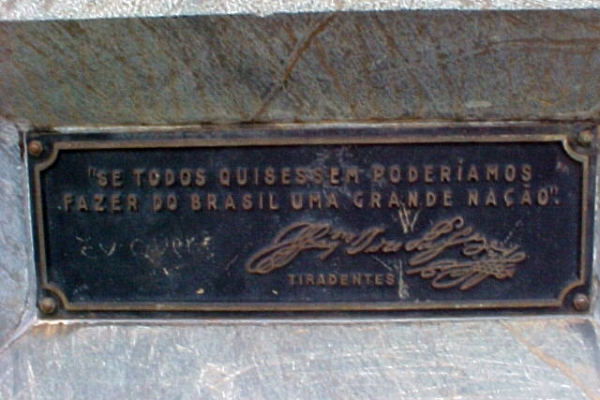 "SE TODOS QUISESSEM PODERÍAMOS
FAZER DO BRASIL UMA GRANDE NAÇÃO".
TIRADENTES